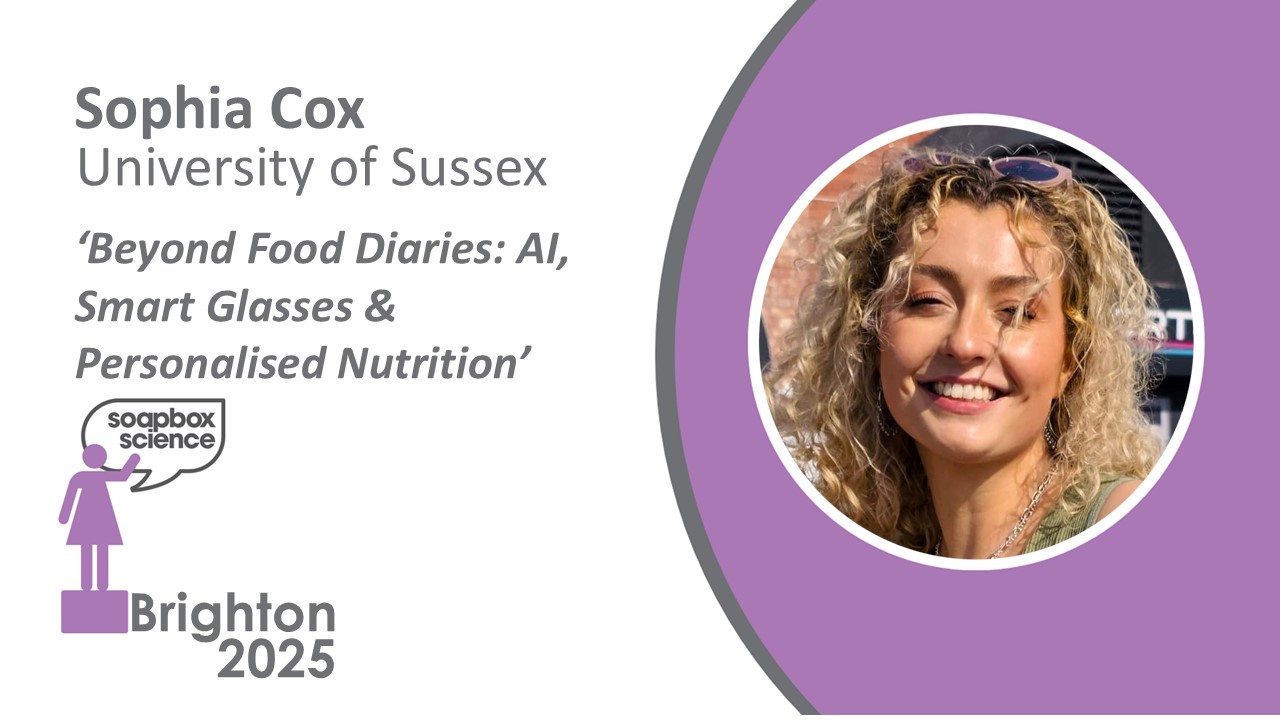 Sophia Cox
University of Sussex
‘Beyond Food Diaries: AI,
Smart Glasses &
Personalised Nutrition’
soapbox
science
Brighton
2025